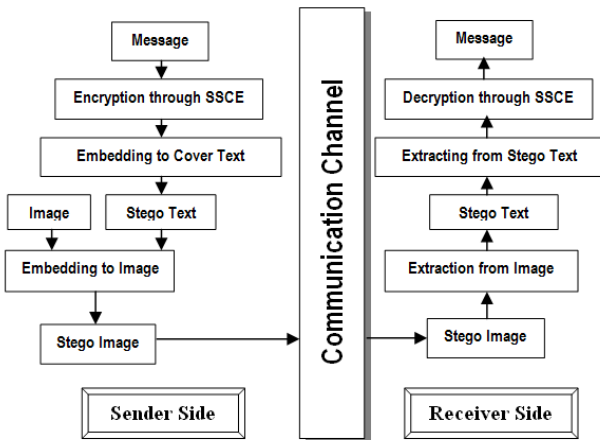 Message
Encryption through SSCE
Embedding to Cover Text
Image
Stego Text
Embedding to Image
Stego Image
Sender Side
Communication Channel
Message
Decryption through SSCE
Extracting from Stego Text
Stego Text
Extraction from Image
Stego Image
Receiver Side